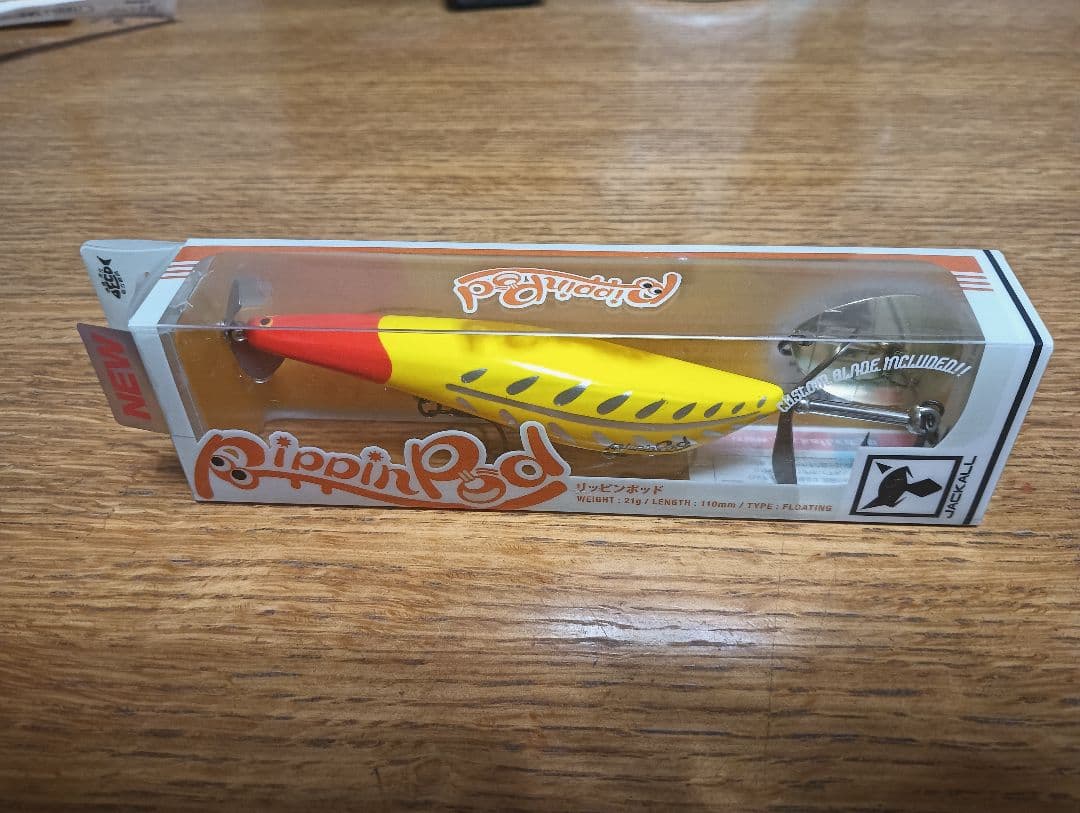 RippinPod
CUSTOM BLADE INCLUDED!!
NEW
RippinPod
リッピンポッド
WEIGHT : 21g / LENGTH : 110mm / TYPE : FLOATING
JACKALL